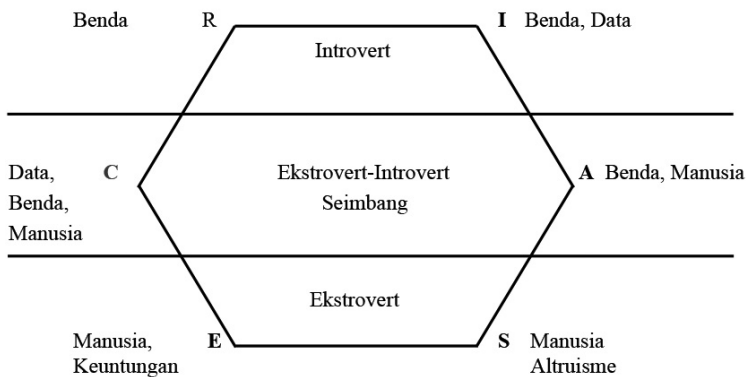 Benda R I Benda, Data
Introvert
Data, C Ekstrovert-Introvert A Benda, Manusia
Benda, Seimbang
Manusia
Ekstrovert
Manusia, E S Manusia
Keuntungan Altruisme